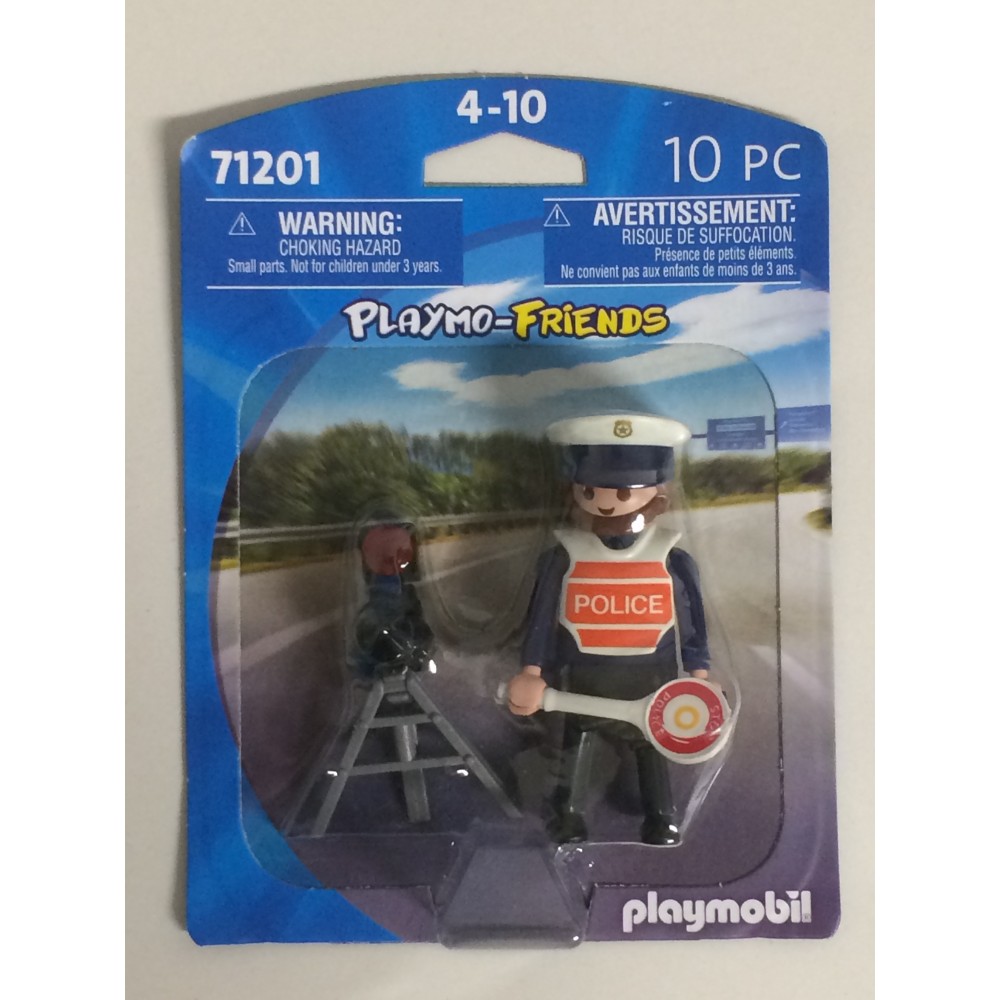 4-10
71201
10 PC
WARNING:
CHOKING HAZARD
Small parts. Not for children under 3 years.
AVERTISSEMENT:
RISQUE DE SUFFOCATION.
Présence de petits éléments.
Ne convient pas aux enfants de moins de 3 ans.
PLAYMO-FRIENDS
POLICE
STOP
POLICE
playmobil